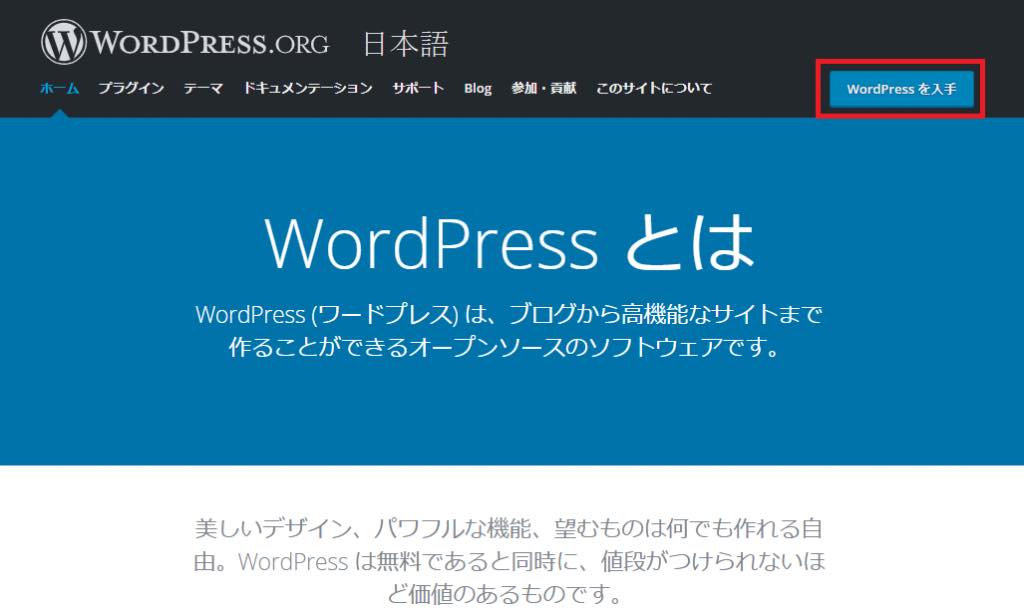 WORDPRESS.ORG 日本語
ホーム プラグイン テーマ ドキュメンテーション サポート Blog 参加・貢献 このサイトについて WordPress を入手
WordPress とは
WordPress (ワードプレス) は、ブログから高機能なサイトまで
作ることができるオープンソースのソフトウェアです。
美しいデザイン、パワフルな機能、望むものは何でも作れる自
由。WordPress は無料であると同時に、値段がつけられないほ
ど価値のあるものです。